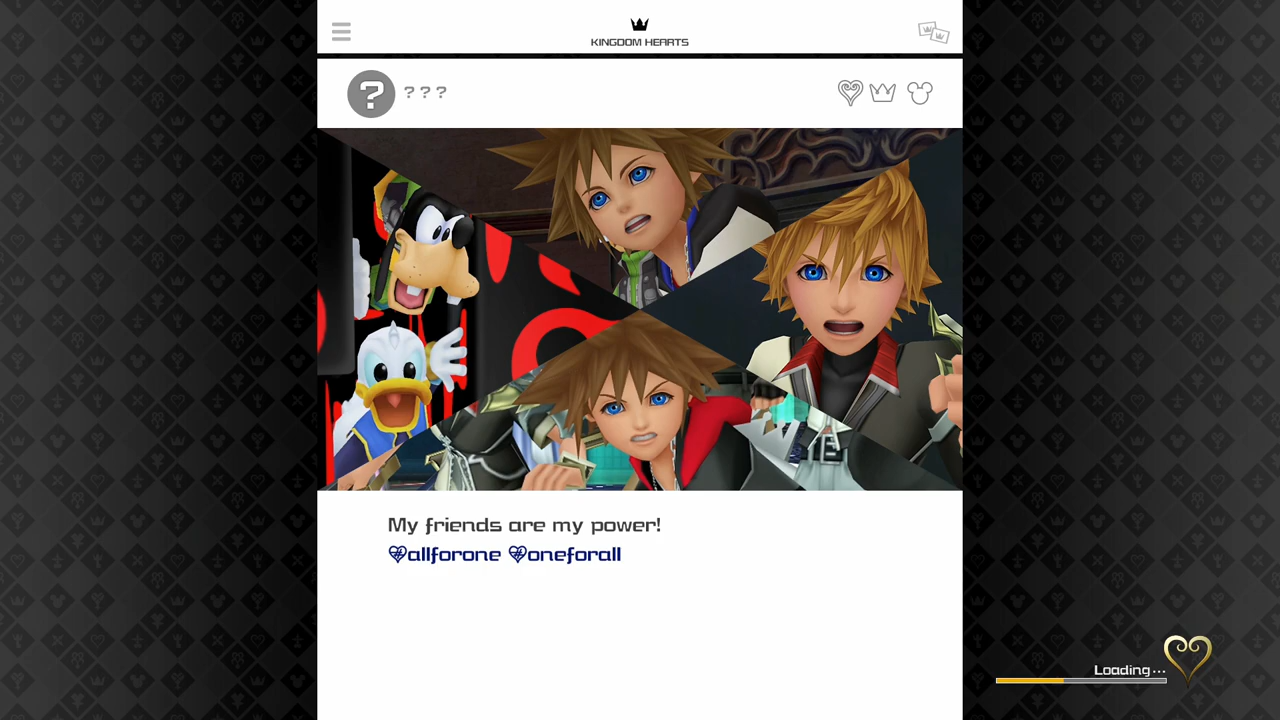 KINGDOM HEARTS
? ? ? ?
My friends are my power!
#allforone #oneforall
Loading...